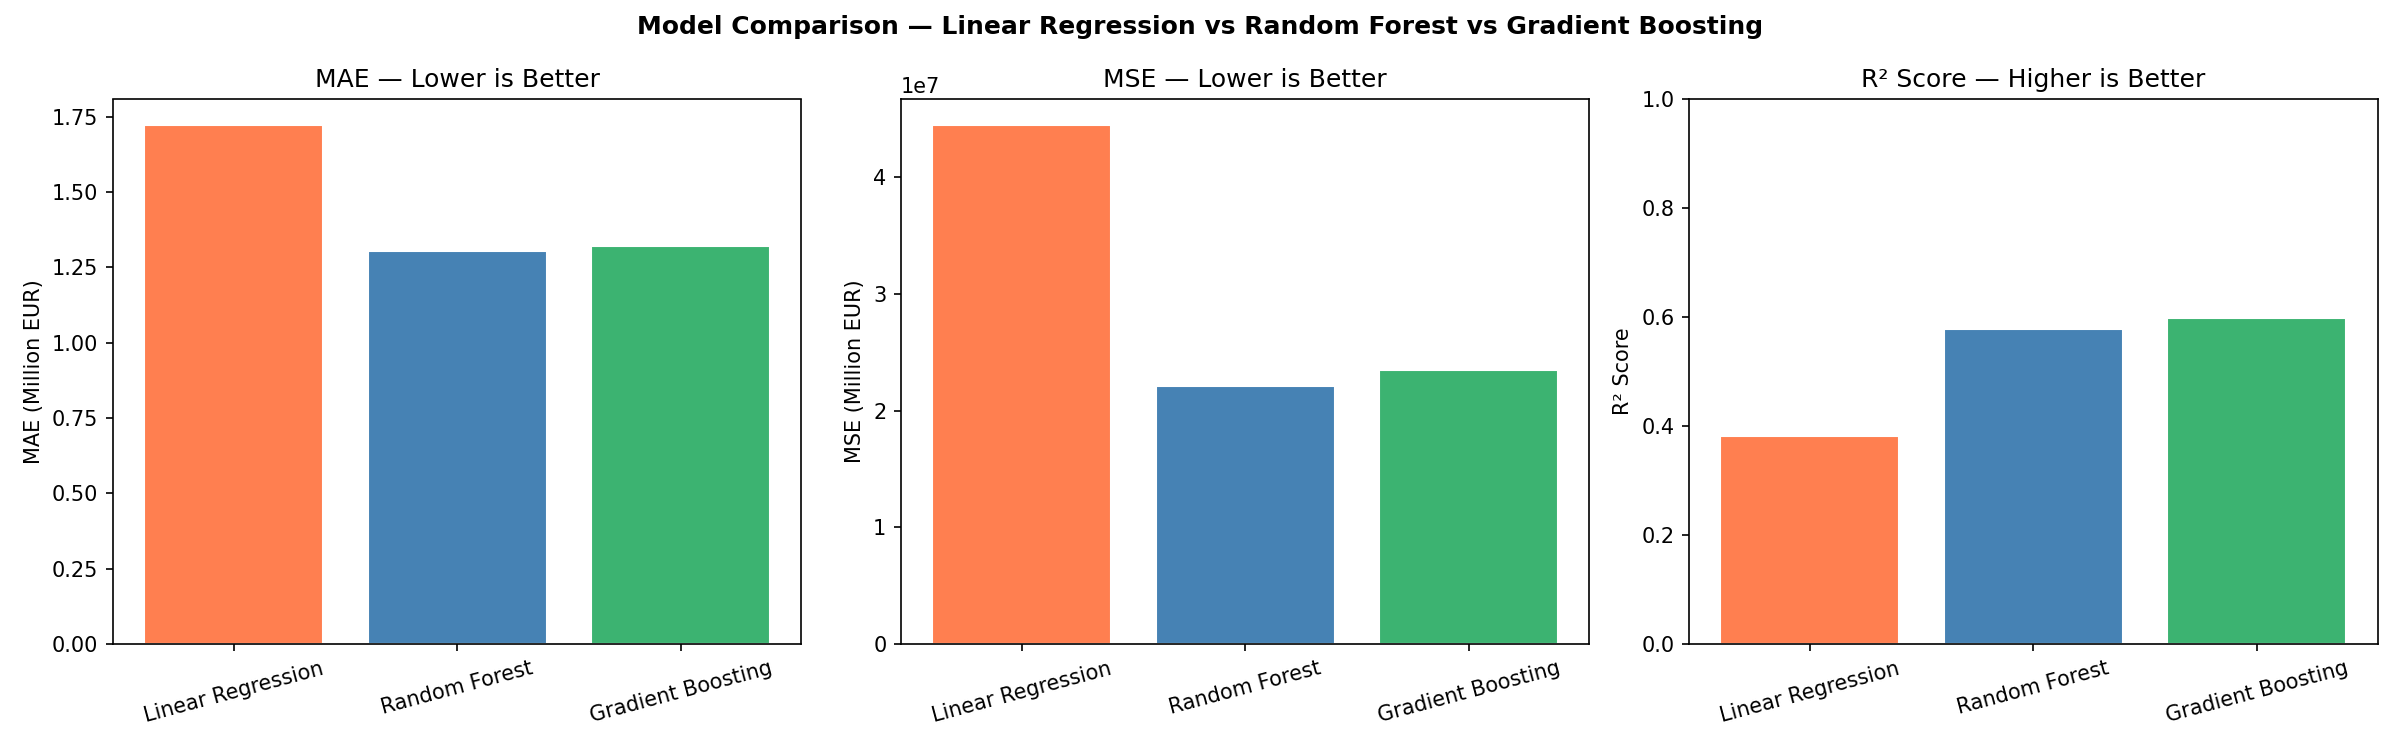 Model Comparison — Linear Regression vs Random Forest vs Gradient Boosting
MAE — Lower is Better
MAE (Million EUR)
1.75
1.50
1.25
1.00
0.75
0.50
0.25
0.00
Linear Regression
Random Forest
Gradient Boosting
MSE — Lower is Better
1e7
MSE (Million EUR)
4
3
2
1
0
Linear Regression
Random Forest
Gradient Boosting
R² Score — Higher is Better
R² Score
1.0
0.8
0.6
0.4
0.2
0.0
Linear Regression
Random Forest
Gradient Boosting